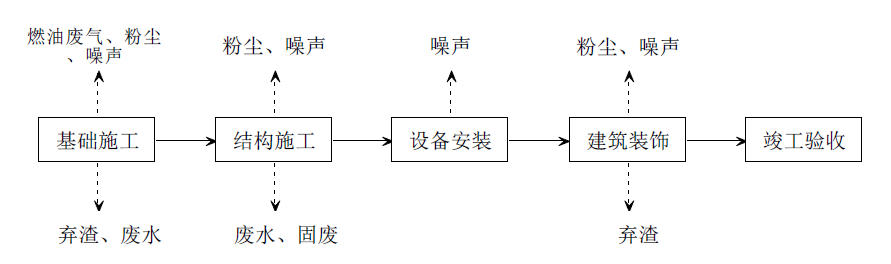 燃油废气、粉尘
、噪声
粉尘、噪声
噪声
粉尘、噪声
基础施工
结构施工
设备安装
建筑装饰
竣工验收
弃渣、废水
废水、固废
弃渣